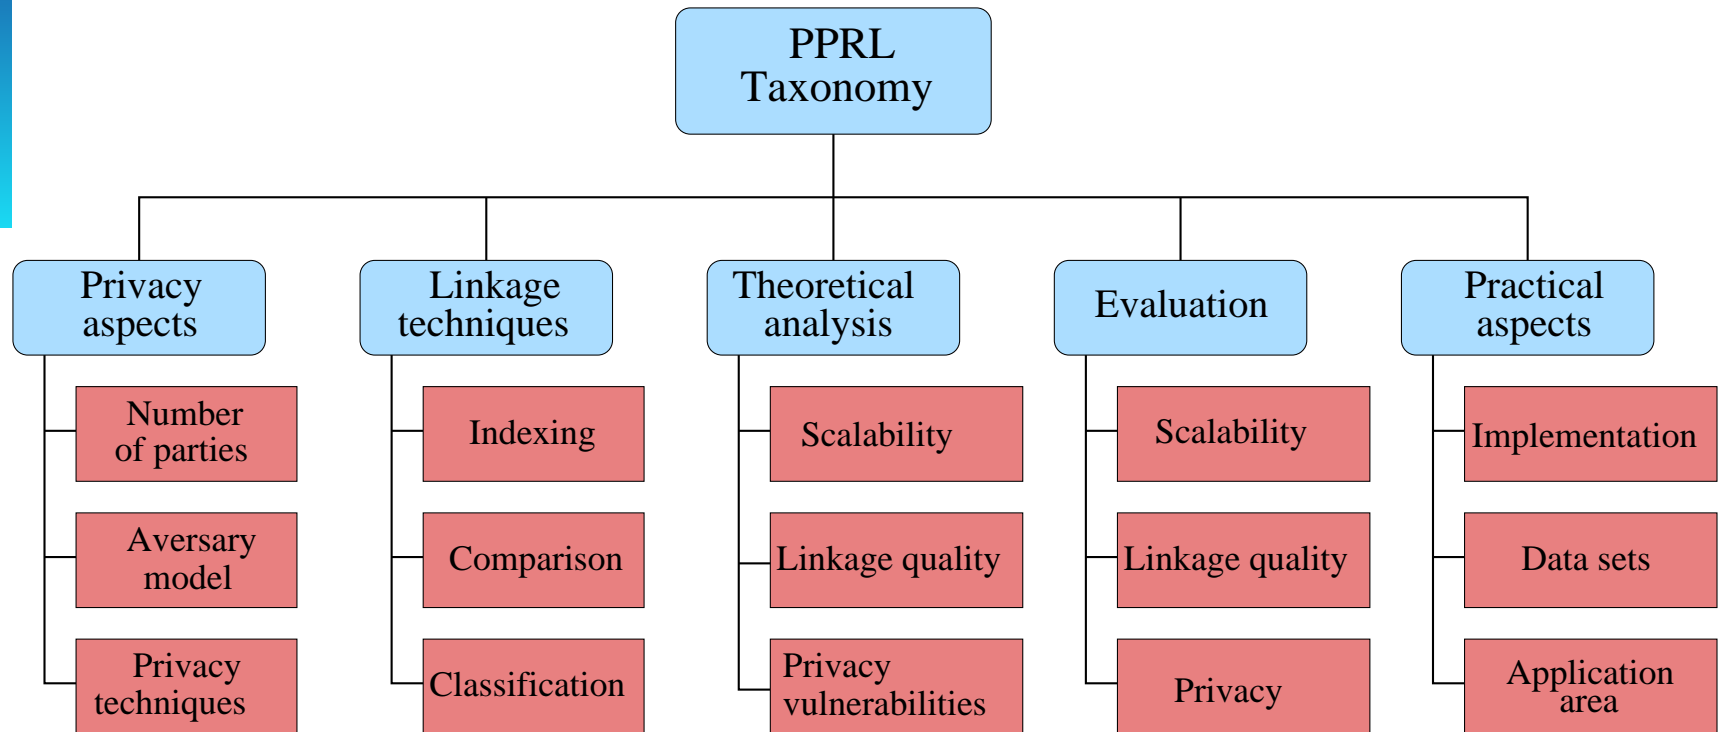 PPRL
Taxonomy
Privacy
aspects
Linkage
techniques
Theoretical
analysis
Evaluation
Practical
aspects
Number
of parties
Aversary
model
Privacy
techniques
Indexing
Comparison
Classification
Scalability
Linkage quality
Privacy
vulnerabilities
Scalability
Linkage quality
Privacy
Implementation
Data sets
Application
area